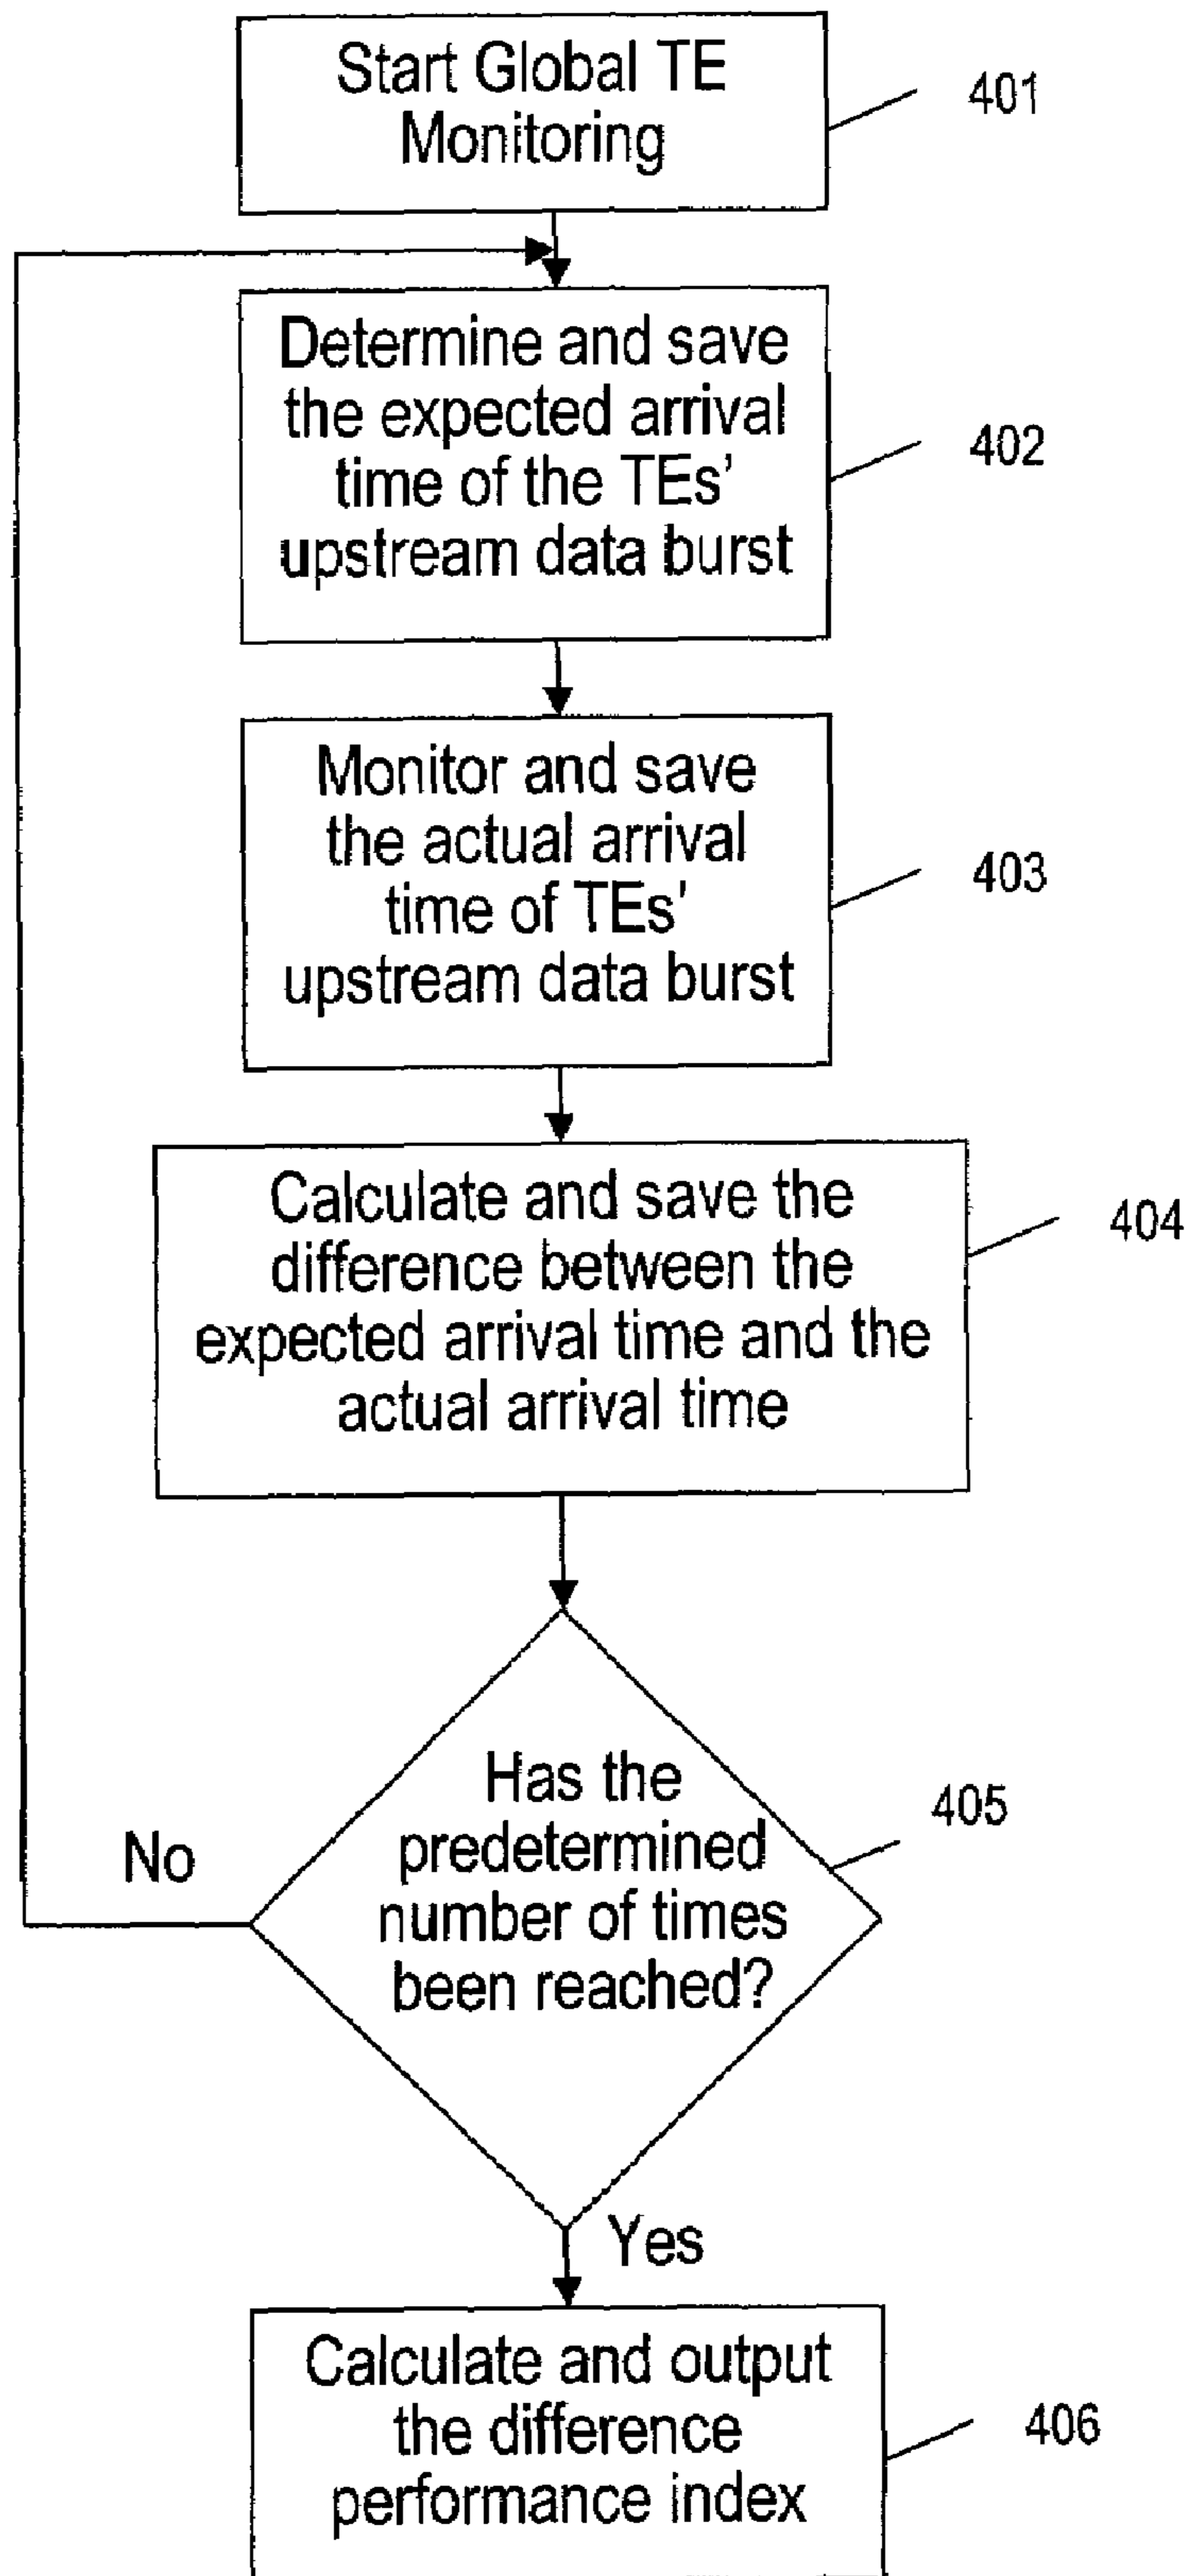 Start Global TE
Monitoring
401
Determine and save
the expected arrival
time of the TEs'
upstream data burst
402
Monitor and save
the actual arrival
time of TEs'
upstream data burst
403
Calculate and save the
difference between the
expected arrival time and the
actual arrival time
404
Has the
predetermined
number of times
been reached?
405
No
Yes
Calculate and output
the difference
performance index
406